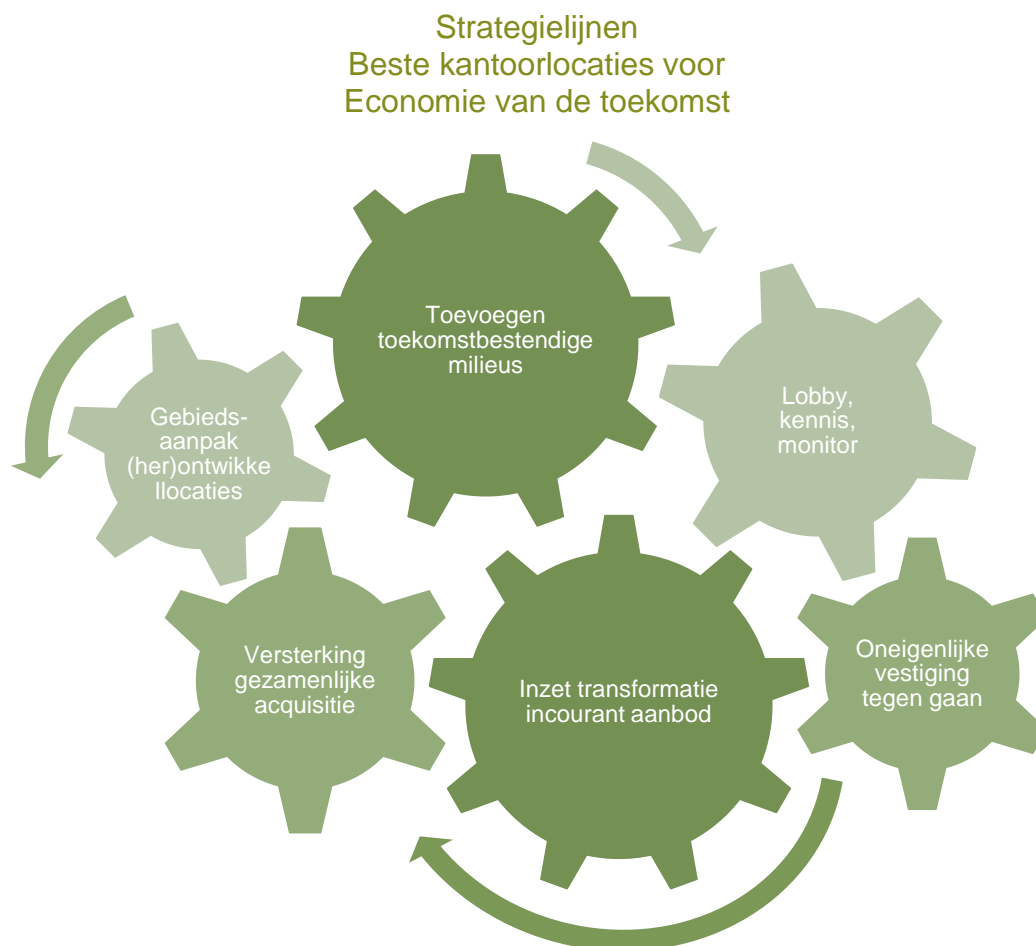 Strategielijnen
Beste kantoorlocaties voor
Economie van de toekomst
Toevoegen
toekomstbestendige
milieus
Lobby,
kennis,
monitor
Gebieds-
aanpak
(her)ontwikke
llocaties
Versterking
gezamenlijke
acquisitie
Inzet transformatie
incourant aanbod
Oneigenlijke
vestiging
tegen gaan